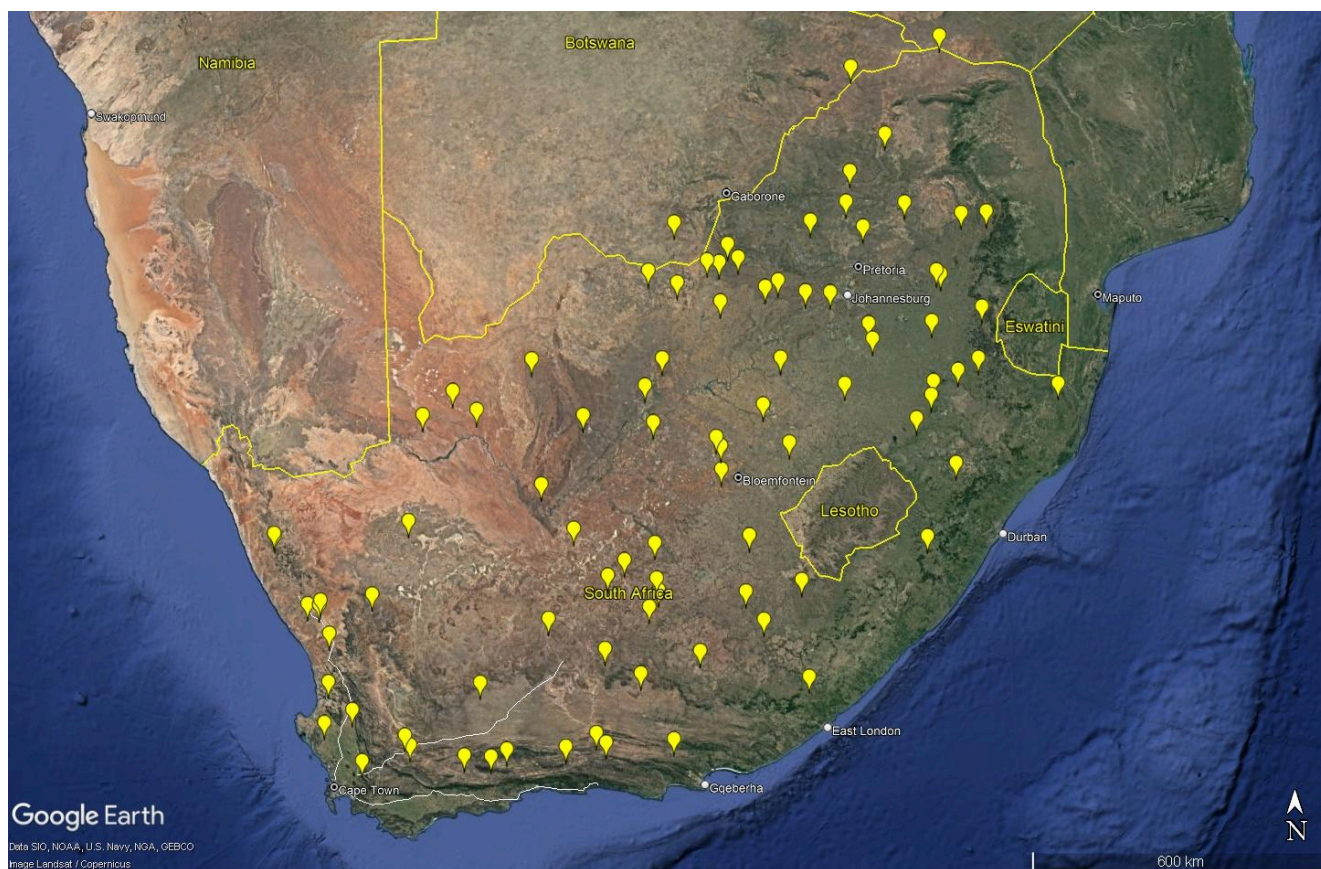 Botswana
Namibia
Swakopmund
Gaborone
Pretoria
Johannesburg
Maputo
Eswatini
Bloemfontein
Lesotho
Durban
South Africa
East London
Gqeberha
Cape Town
Google Earth
N
Data SIO, NOAA, U.S. Navy, NGA, GEBCO
Image Landsat / Copernicus
600 km